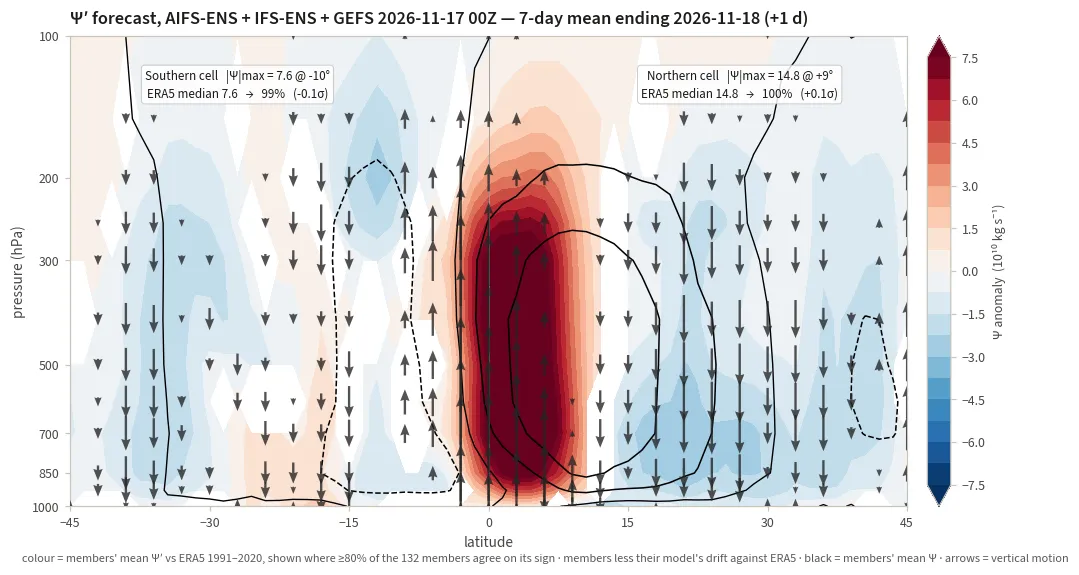 Ψ′ forecast, AIFS-ENS + IFS-ENS + GEFS 2026-11-17 00Z — 7-day mean ending 2026-11-18 (+1 d)
Southern cell |Ψ|max = 7.6 @ -10°
ERA5 median 7.6 → 99% (-0.1σ)
Northern cell |Ψ|max = 14.8 @ +9°
ERA5 median 14.8 → 100% (+0.1σ)
pressure (hPa)
100
200
300
400
500
700
850
1000
−45
−30
−15
0
15
30
45
latitude
7.5
6.0
4.5
3.0
1.5
0.0
−1.5
−3.0
−4.5
−6.0
−7.5
Ψ anomaly (10¹⁰ kg s⁻¹)
colour = members' mean Ψ′ vs ERA5 1991–2020, shown where ≥80% of the 132 members agree on its sign · members less their model's drift against ERA5 · black = members' mean Ψ · arrows = vertical motion